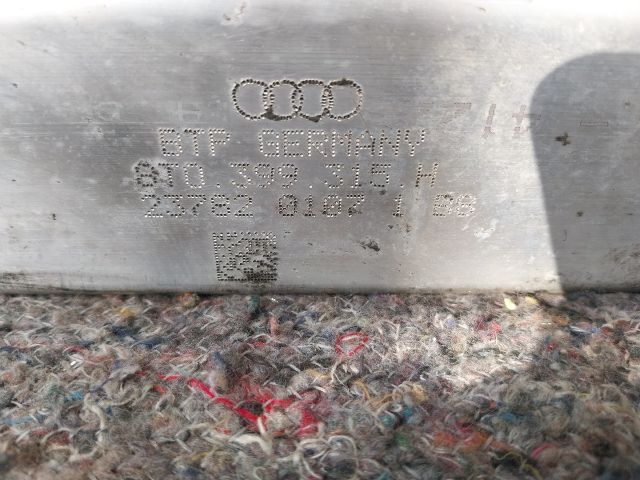 BTP GERMANY
8T0.399.315.H
23782 0107 1 08